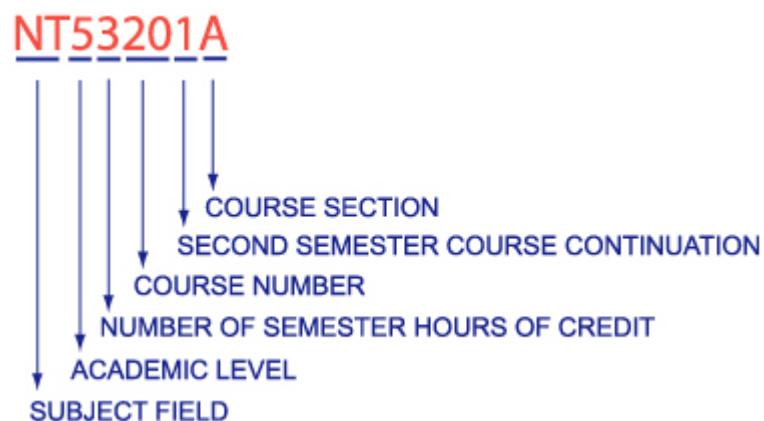 NT53201A
COURSE SECTION
SECOND SEMESTER COURSE CONTINUATION
COURSE NUMBER
NUMBER OF SEMESTER HOURS OF CREDIT
ACADEMIC LEVEL
SUBJECT FIELD